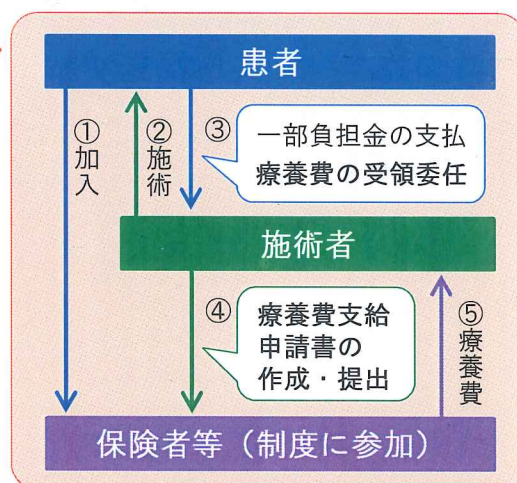 患者
①加入
②施術
③
一部負担金の支払
療養費の受領委任
施術者
④
療養費支給
申請書の
作成・提出
⑤療養費
保険者等（制度に参加）